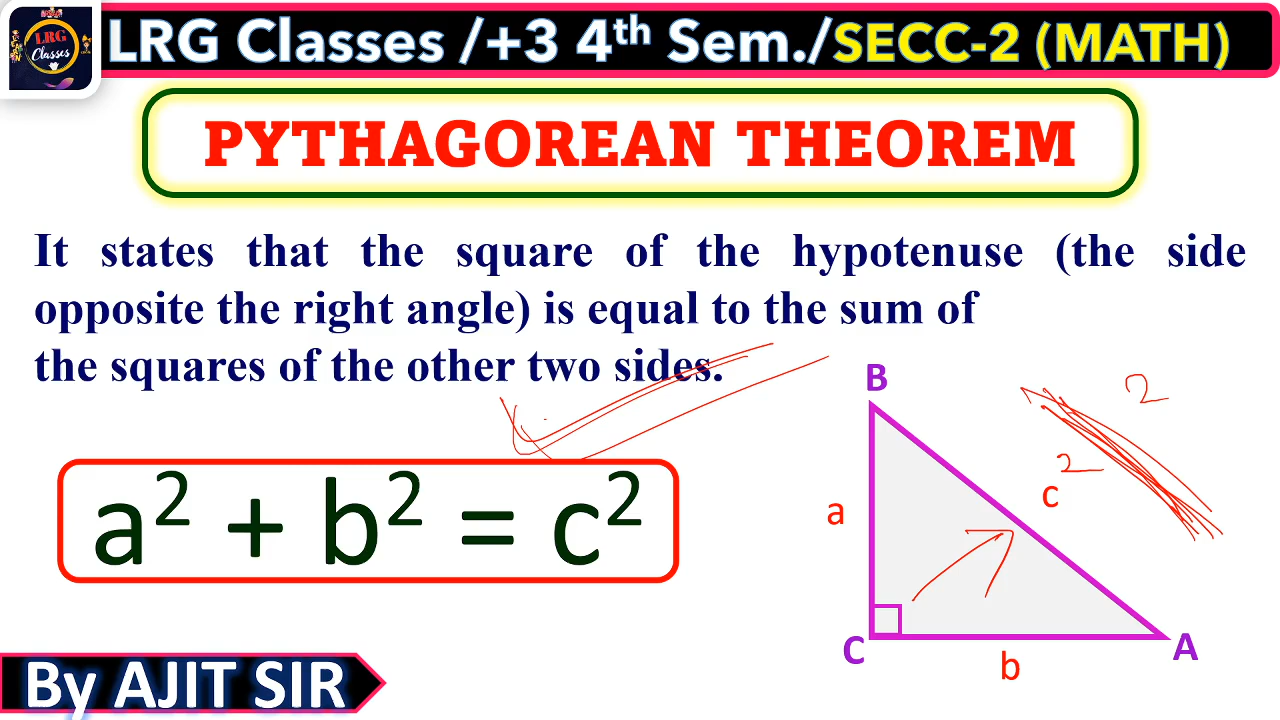 LRG Classes
LRG Classes /+3 4th Sem./SECC-2 (MATH)
PYTHAGOREAN THEOREM
It states that the square of the hypotenuse (the side
opposite the right angle) is equal to the sum of
the squares of the other two sides.
a² + b² = c²
B
2
2
c
a
C
A
b
By AJIT SIR